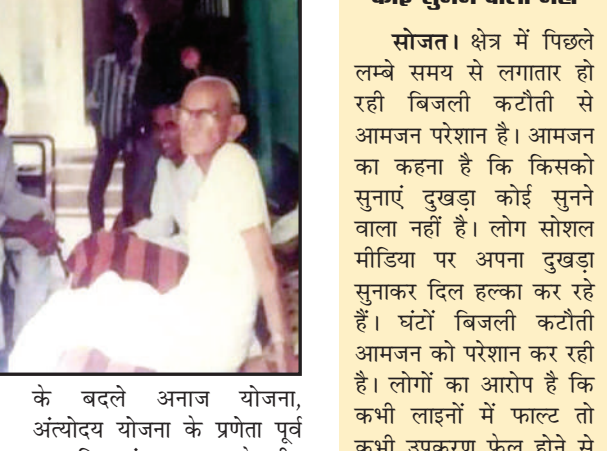 के बदले अनाज योजना,
अंत्योदय योजना के प्रणेता पूर्व
सोजत। क्षेत्र में पिछले
लम्बे समय से लगातार हो
रही बिजली कटौती से
आमजन परेशान है। आमजन
का कहना है कि किसको
सुनाएं दुखड़ा कोई सुनने
वाला नहीं है। लोग सोशल
मीडिया पर अपना दुखड़ा
सुनाकर दिल हल्का कर रहे
हैं। घंटों बिजली कटौती
आमजन को परेशान कर रही
है। लोगों का आरोप है कि
कभी लाइनों में फाल्ट तो
कभी उपकरण फेल होने से